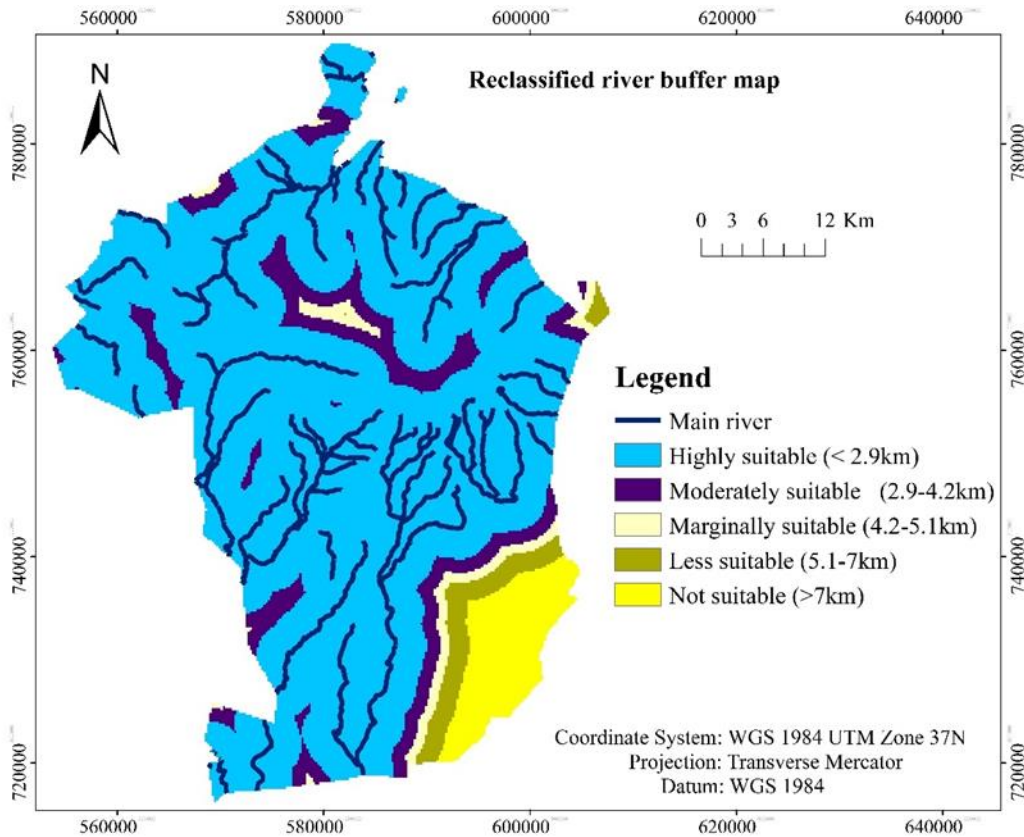 560000 580000 600000 620000 640000
N
Reclassified river buffer map
780000 780000
0 3 6 12 Km
760000 760000
Legend
Main river
Highly suitable (< 2.9km)
Moderately suitable (2.9-4.2km)
Marginally suitable (4.2-5.1km)
Less suitable (5.1-7km)
Not suitable (>7km)
740000 740000
Coordinate System: WGS 1984 UTM Zone 37N
Projection: Transverse Mercator
Datum: WGS 1984
720000 720000
560000 580000 600000 620000 640000